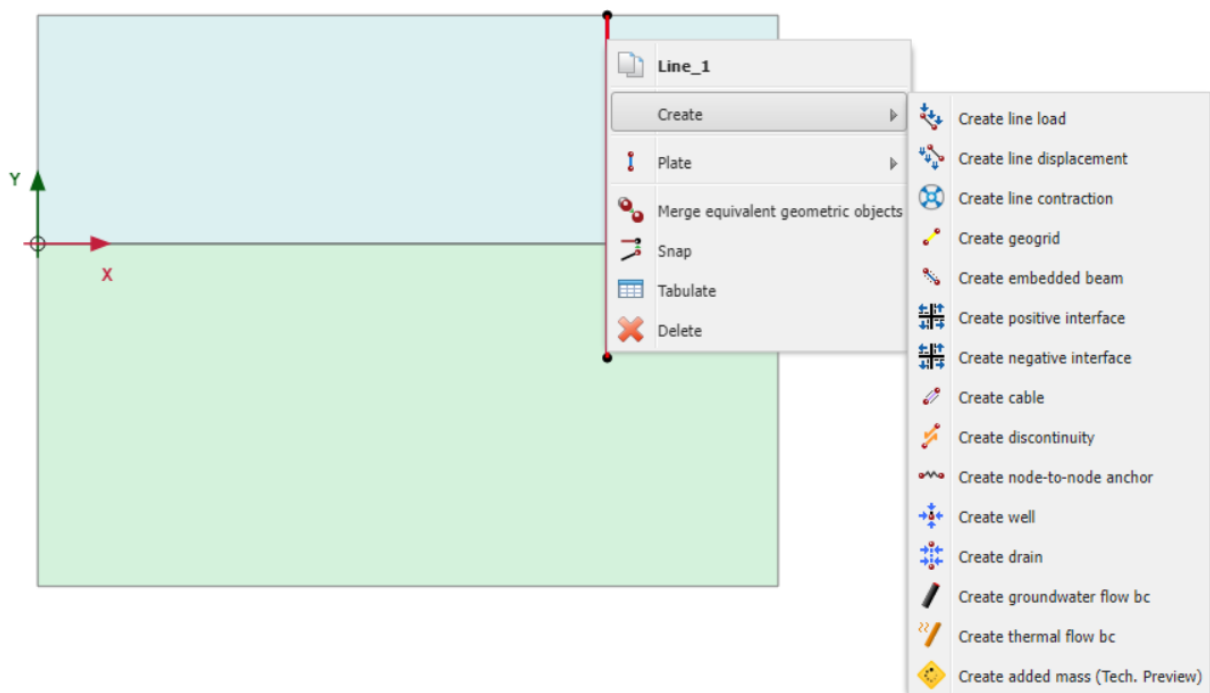 Y
X
Line_1
Create
Plate
Merge equivalent geometric objects
Snap
Tabulate
Delete
Create line load
Create line displacement
Create line contraction
Create geogrid
Create embedded beam
Create positive interface
Create negative interface
Create cable
Create discontinuity
Create node-to-node anchor
Create well
Create drain
Create groundwater flow bc
Create thermal flow bc
Create added mass (Tech. Preview)